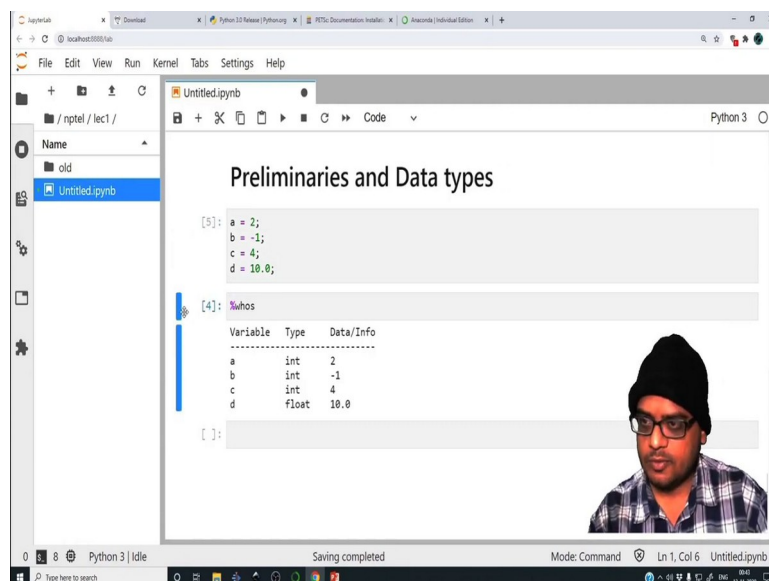 JupyterLab
Download
Python 3.0 Release | Python.org
PETSc: Documentation: Installati
Anaconda | Individual Edition
localhost:8888/lab
File Edit View Run Kernel Tabs Settings Help
Untitled.ipynb
/ nptel / lec1 /
Code
Python 3
Name
old
Untitled.ipynb
Preliminaries and Data types
[5]: a = 2;
b = -1;
c = 4;
d = 10.0;
[4]: %whos
Variable Type Data/Info
-----------------------------
a int 2
b int -1
c int 4
d float 10.0
[ ]:
0 $_ 8 Python 3 | Idle Saving completed Mode: Command Ln 1, Col 6 Untitled.ipynb
Type here to search
ENG
00:43